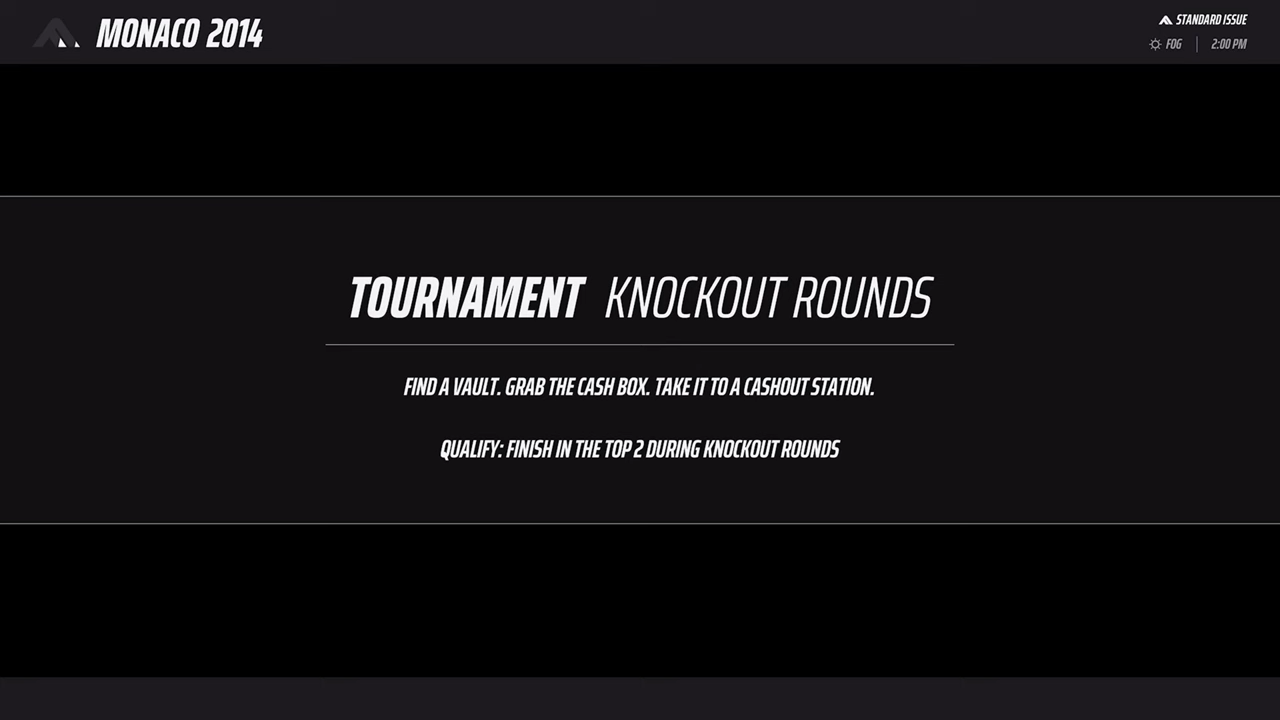 MONACO 2014
STANDARD ISSUE
FOG
2:00 PM
TOURNAMENT KNOCKOUT ROUNDS
FIND A VAULT. GRAB THE CASH BOX. TAKE IT TO A CASHOUT STATION.
QUALIFY: FINISH IN THE TOP 2 DURING KNOCKOUT ROUNDS